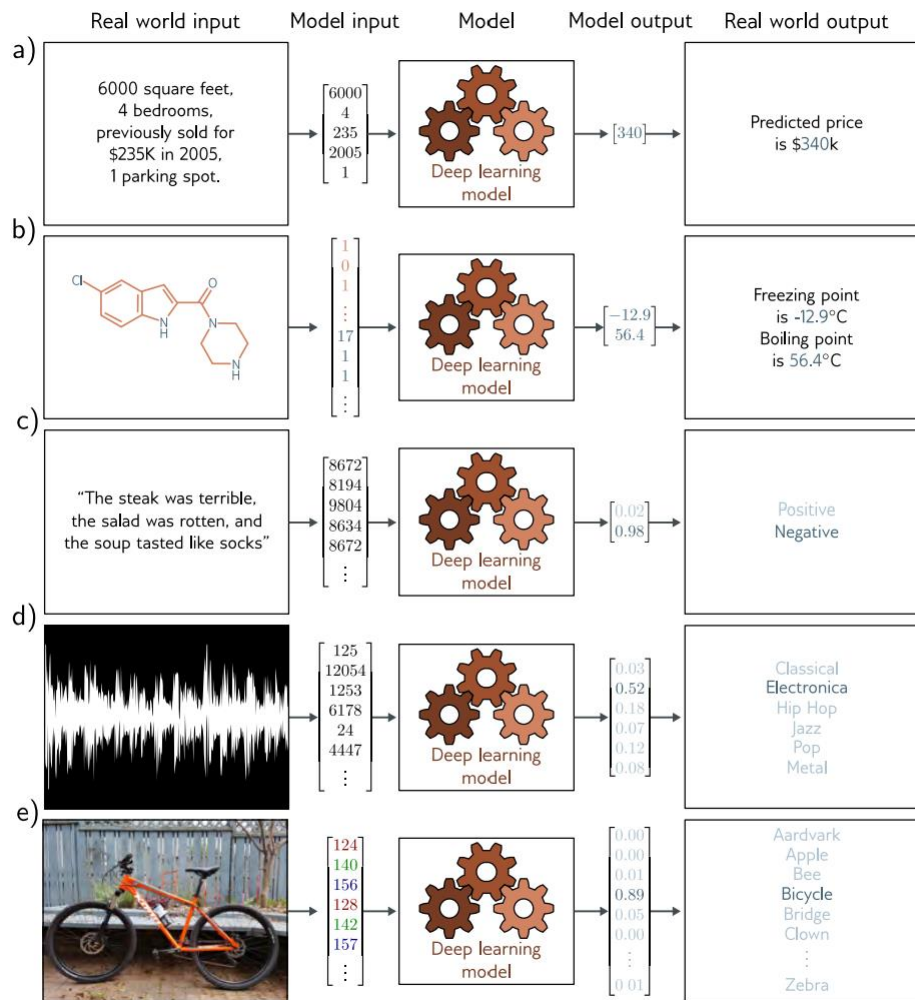 Real world input Model input Model Model output Real world output
a)
6000 square feet,
4 bedrooms,
previously sold for
$235K in 2005,
1 parking spot.
6000
4
235
2005
1
Deep learning
model
[340]
Predicted price
is $340k
b)
Cl
O
N
H
N
N
H
1
0
1
⋮
17
1
1
⋮
Deep learning
model
−12.9
56.4
Freezing point
is -12.9°C
Boiling point
is 56.4°C
c)
“The steak was terrible,
the salad was rotten, and
the soup tasted like socks”
8672
8194
9804
8634
8672
⋮
Deep learning
model
0.02
0.98
Positive
Negative
d)
125
12054
1253
6178
24
4447
⋮
Deep learning
model
0.03
0.52
0.18
0.07
0.12
0.08
Classical
Electronica
Hip Hop
Jazz
Pop
Metal
e)
124
140
156
128
142
157
⋮
Deep learning
model
0.00
0.00
0.01
0.89
0.05
0.00
⋮
0.01
Aardvark
Apple
Bee
Bicycle
Bridge
Clown
⋮
Zebra